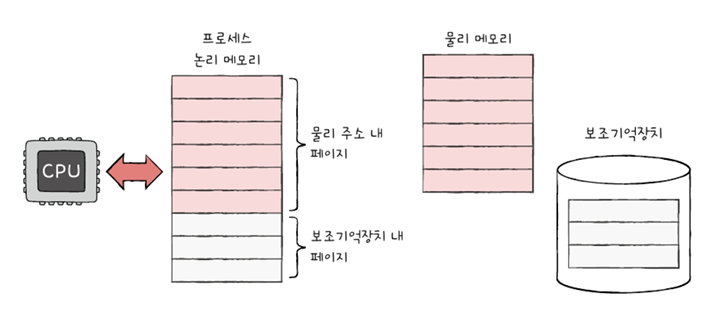 프로세스
논리 메모리
물리 메모리
보조기억장치
물리 주소 내
페이지
CPU
보조기억장치 내
페이지